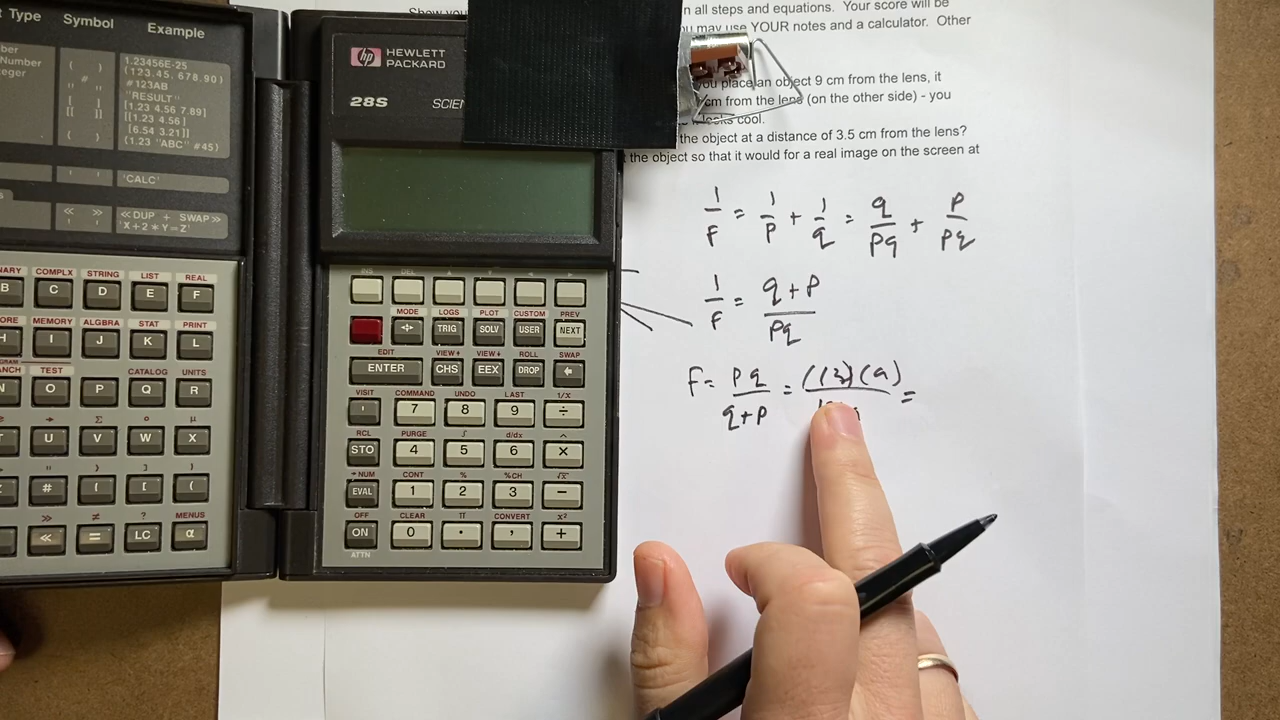 Type Symbol Example
1.23456E-25
(123.45, 678.90)
#123AB
"RESULT"
[1.23 4.56 7.89]
[[1.23 4.56]
[6.54 3.21]]
(1.23 "ABC" #45)
'CALC'
<<DUP + SWAP>>
'X+2*Y=Z'
COMPLX STRING LIST REAL
B C D E F
MEMORY ALGBRA STAT PRINT
H I J K L
TEST CATALOG UNITS
N O P Q R
U V W X
# { [ (
<< = LC α
MENUS
HEWLETT
PACKARD
hp
28S
INS DEL
MODE LOGS PLOT CUSTOM PREV
TRIG SOLV USER NEXT
EDIT VIEW VIEW ROLL SWAP
ENTER CHS EEX DROP
VISIT COMMAND UNDO LAST 1/x
' 7 8 9 ÷
RCL PURGE ∫ d/dx ^
STO 4 5 6 ×
→NUM CONT % %CH √x
EVAL 1 2 3 −
OFF CLEAR π CONVERT x²
ON 0 . , +
ATTN
all steps and equations. Your score will be
may use YOUR notes and a calculator. Other
you place an object 9 cm from the lens, it
cm from the lens (on the other side) - you
looks cool.
the object at a distance of 3.5 cm from the lens?
the object so that it would for a real image on the screen at
1/F = 1/P + 1/q = q/Pq + P/Pq
1/F = q+P/Pq
F = Pq/q+P = (13)(9)/ =